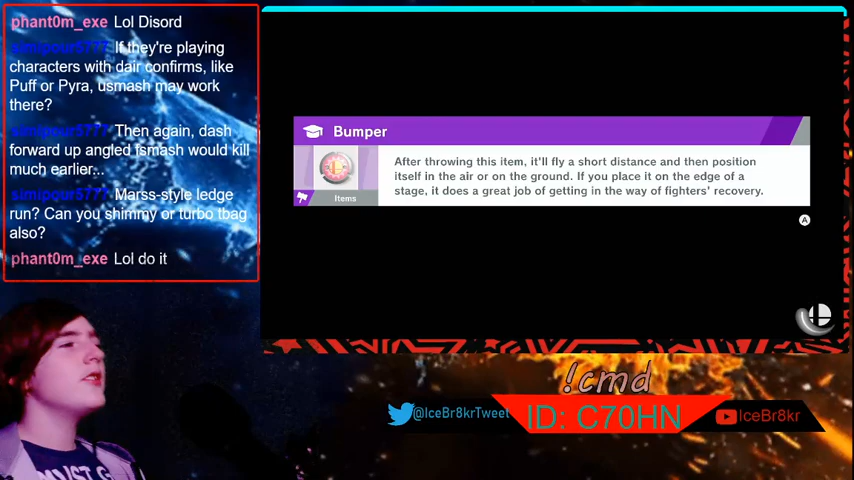 phant0m_exe Lol Disord
simipour5777 If they're playing
characters with dair confirms, like
Puff or Pyra, usmash may work
there?
simipour5777 Then again, dash
forward up angled fsmash would kill
much earlier...
simipour5777 Marss-style ledge
run? Can you shimmy or turbo tbag
also?
phant0m_exe Lol do it
Bumper
After throwing this item, it'll fly a short distance and then position
itself in the air or on the ground. If you place it on the edge of a
stage, it does a great job of getting in the way of fighters' recovery.
Items
A
!cmd
@IceBr8krTweet
ID: C70HN
IceBr8kr
MUST G